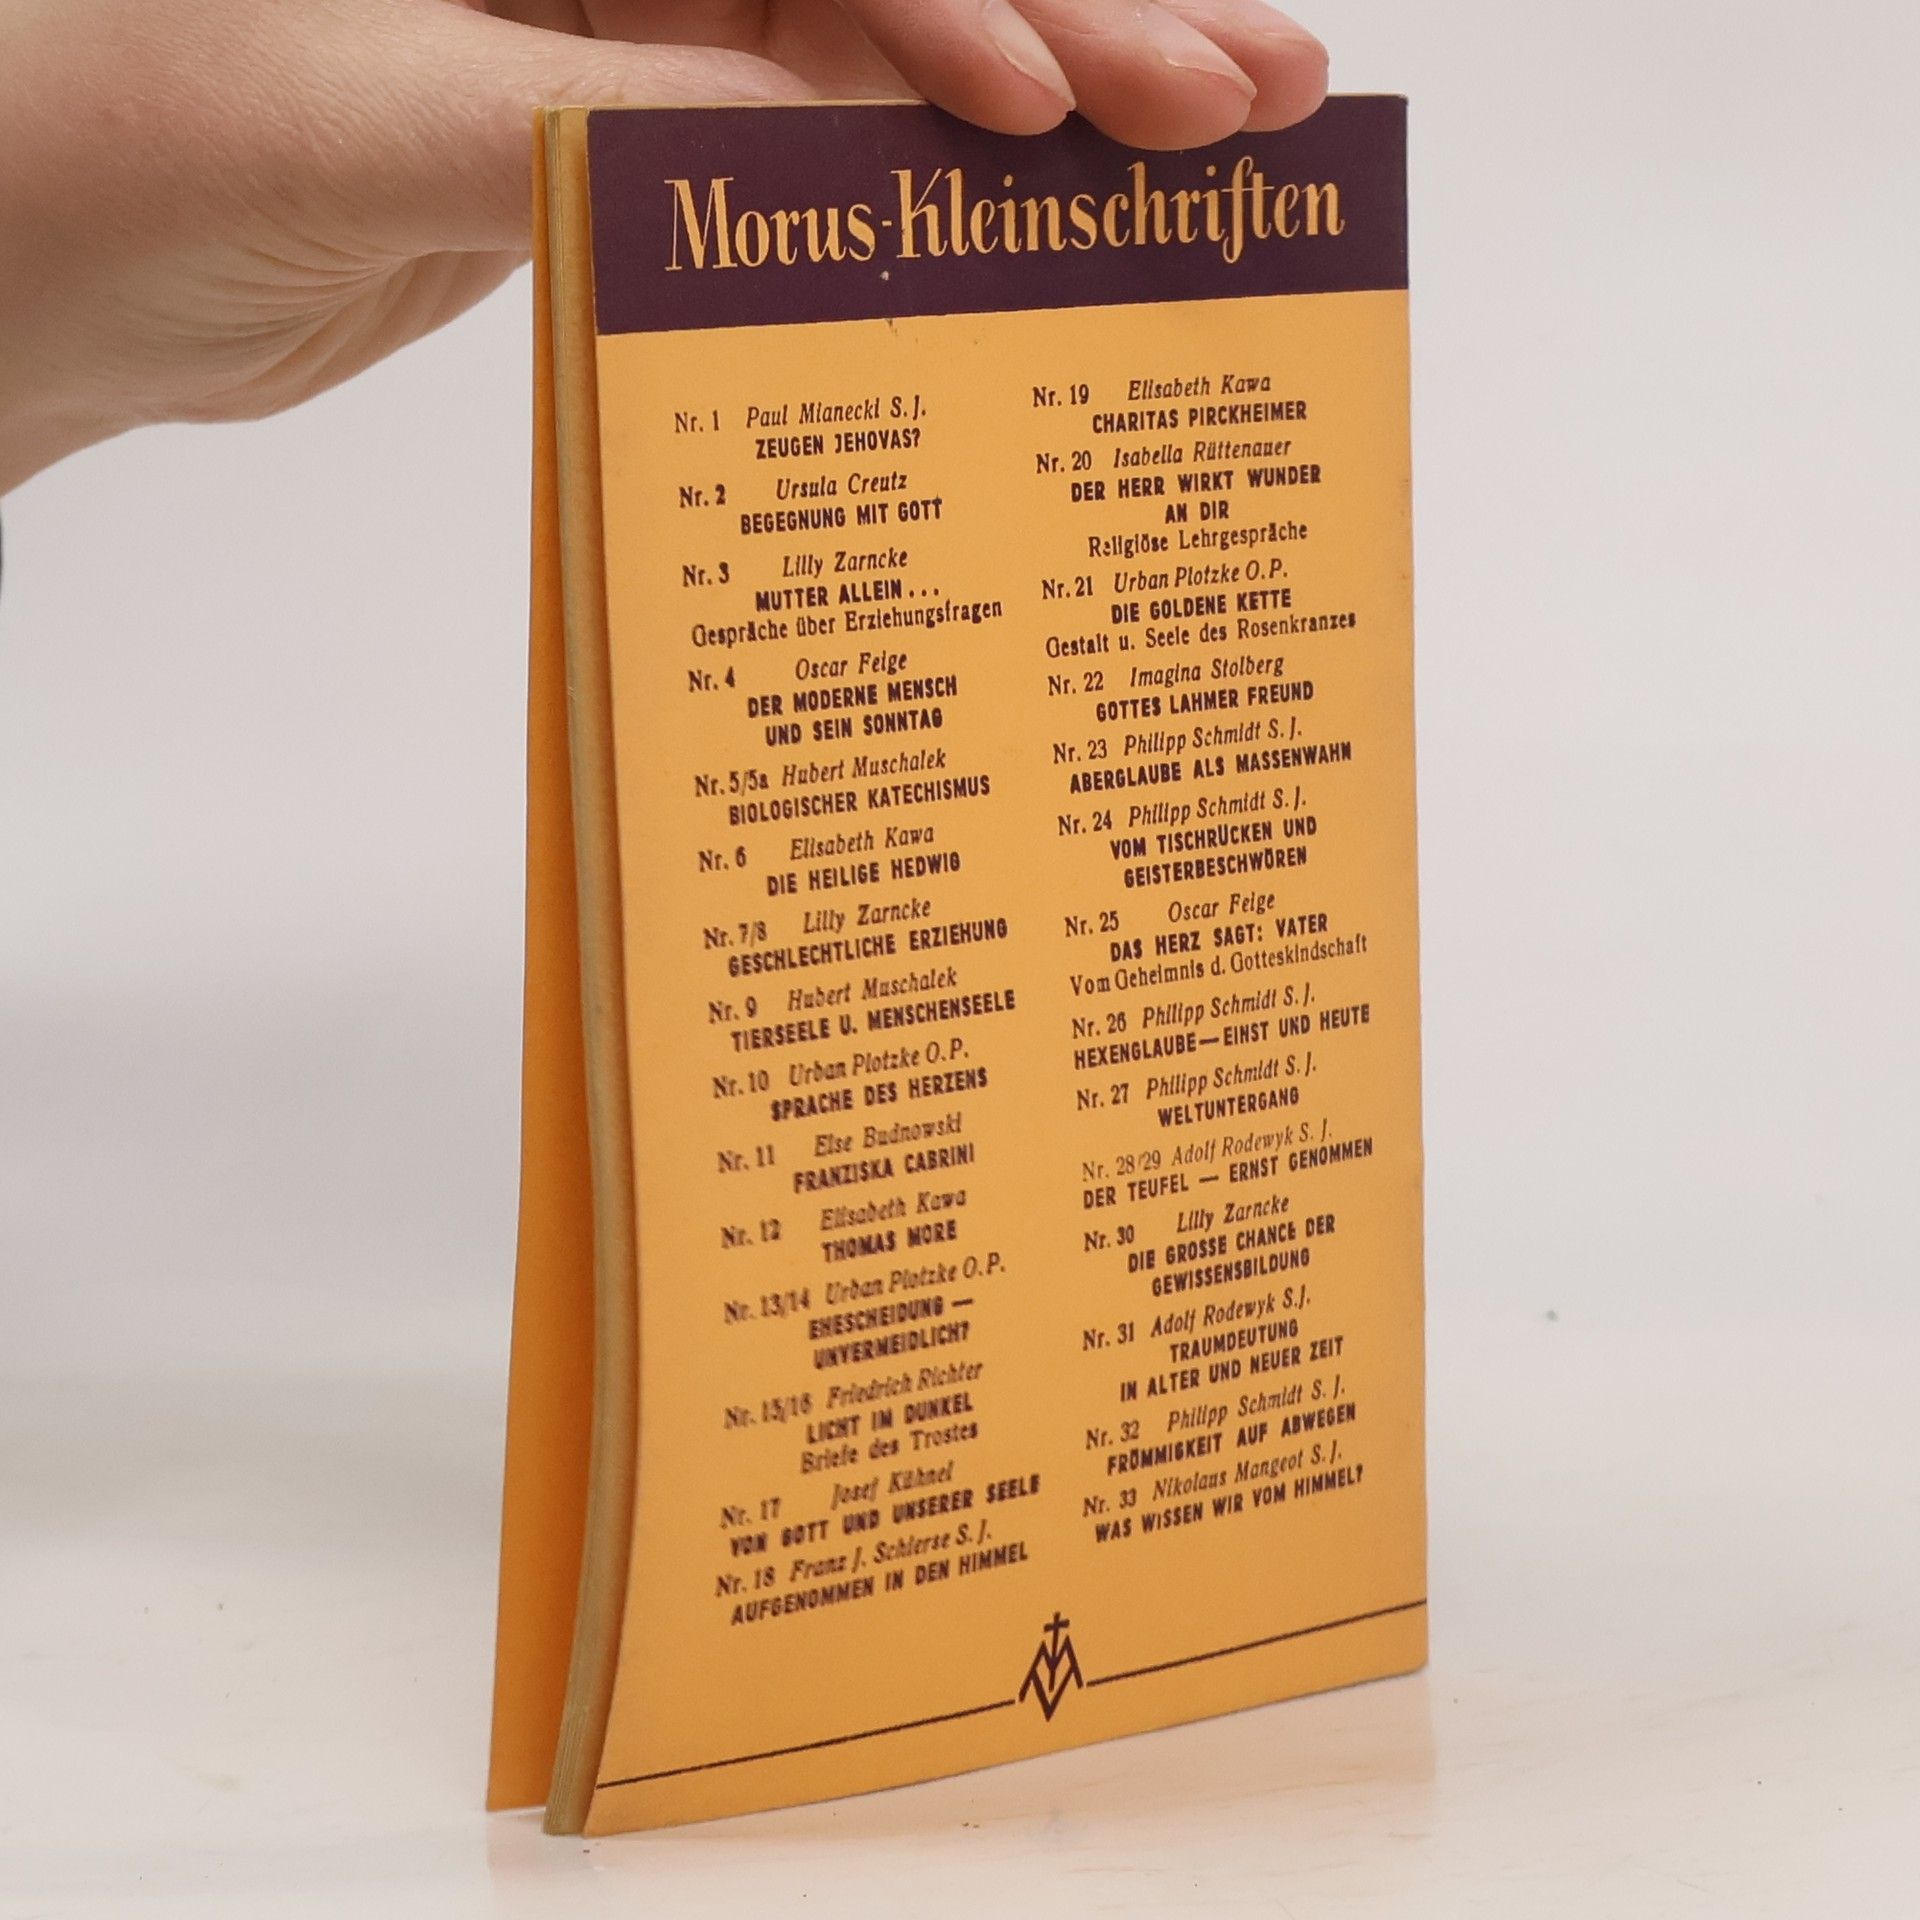 Morus-Kleinschriften
Nr. 1 Paul Mianecki S. J.
ZEUGEN JEHOVAS?
Nr. 2 Ursula Creutz
BEGEGNUNG MIT GOTT
Nr. 3 Lilly Zarncke
MUTTER ALLEIN...
Gespräche über Erziehungsfragen
Nr. 4 Oscar Feige
DER MODERNE MENSCH
UND SEIN SONNTAG
Nr. 5/5a Hubert Muschalek
BIOLOGISCHER KATECHISMUS
Nr. 6 Elisabeth Kawa
DIE HEILIGE HEDWIG
Nr. 7/8 Lilly Zarncke
GESCHLECHTLICHE ERZIEHUNG
Nr. 9 Hubert Muschalek
TIERSEELE U. MENSCHENSEELE
Nr. 10 Urban Plotzke O. P.
SPRACHE DES HERZENS
Nr. 11 Else Budnowski
FRANZISKA CABRINI
Nr. 12 Elisabeth Kawa
THOMAS MORE
Nr. 13/14 Urban Plotzke O. P.
EHESCHEIDUNG —
UNVERMEIDLICH?
Nr. 15/16 Friedrich Richter
LICHT IM DUNKEL
Briefe des Trostes
Nr. 17 Josef Kühnel
VON GOTT UND UNSERER SEELE
Nr. 18 Franz J. Schierse S. J.
AUFGENOMMEN IN DEN HIMMEL
Nr. 19 Elisabeth Kawa
CHARITAS PIRCKHEIMER
Nr. 20 Isabella Rüttenauer
DER HERR WIRKT WUNDER
AN DIR
Religiöse Lehrgespräche
Nr. 21 Urban Plotzke O. P.
DIE GOLDENE KETTE
Gestalt u. Seele des Rosenkranzes
Nr. 22 Imagina Stolberg
GOTTES LAHMER FREUND
Nr. 23 Philipp Schmidt S. J.
ABERGLAUBE ALS MASSENWAHN
Nr. 24 Philipp Schmidt S. J.
VOM TISCHRÜCKEN UND
GEISTERBESCHWÖREN
Nr. 25 Oscar Feige
DAS HERZ SAGT: VATER
Vom Geheimnis d. Gotteskindschaft
Nr. 26 Philipp Schmidt S. J.
HEXENGLAUBE—EINST UND HEUTE
Nr. 27 Philipp Schmidt S. J.
WELTUNTERGANG
Nr. 28/29 Adolf Rodewyk S. J.
DER TEUFEL — ERNST GENOMMEN
Nr. 30 Lilly Zarncke
DIE GROSSE CHANCE DER
GEWISSENSBILDUNG
Nr. 31 Adolf Rodewyk S.J.
TRAUMDEUTUNG
IN ALTER UND NEUER ZEIT
Nr. 32 Philipp Schmidt S. J.
FRÖMMIGKEIT AUF ABWEGEN
Nr. 33 Nikolaus Mangeot S. J.
WAS WISSEN WIR VOM HIMMEL?